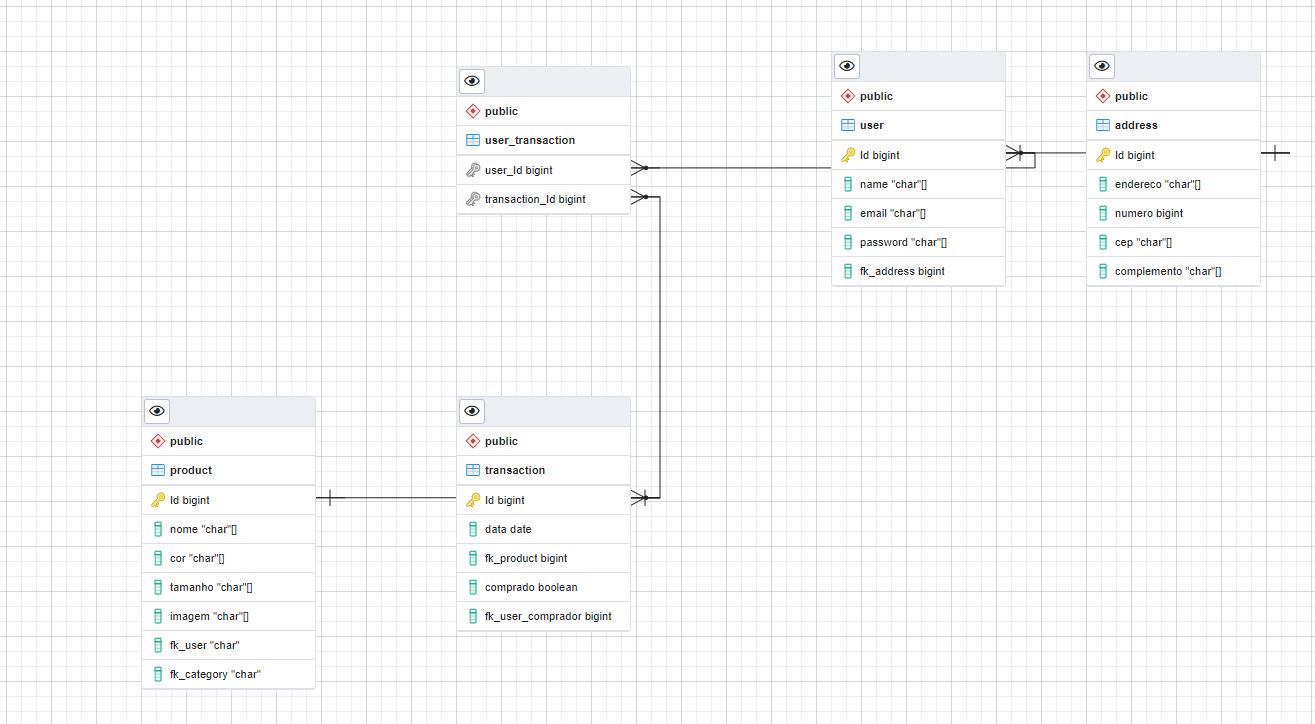 public
user_transaction
user_Id bigint
transaction_Id bigint
public
user
Id bigint
name "char"[]
email "char"[]
password "char"[]
fk_address bigint
public
address
Id bigint
endereco "char"[]
numero bigint
cep "char"[]
complemento "char"[]
public
product
Id bigint
nome "char"[]
cor "char"[]
tamanho "char"[]
imagem "char"[]
fk_user "char"
fk_category "char"
public
transaction
Id bigint
data date
fk_product bigint
comprado boolean
fk_user_comprador bigint